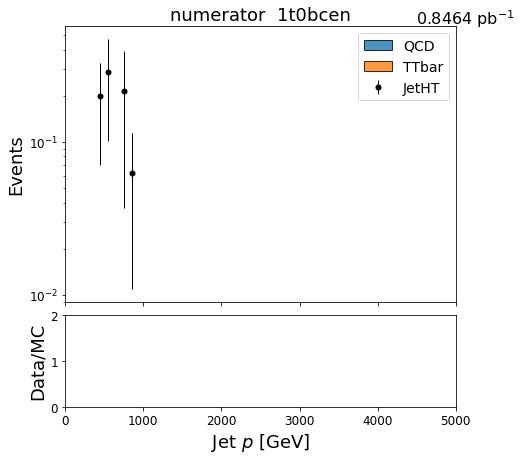 numerator  1t0bcen
0.8464 pb⁻¹
QCD
TTbar
JetHT
Events
10⁻¹
10⁻²
Data/MC
2
1
0
0
1000
2000
3000
4000
5000
Jet p [GeV]